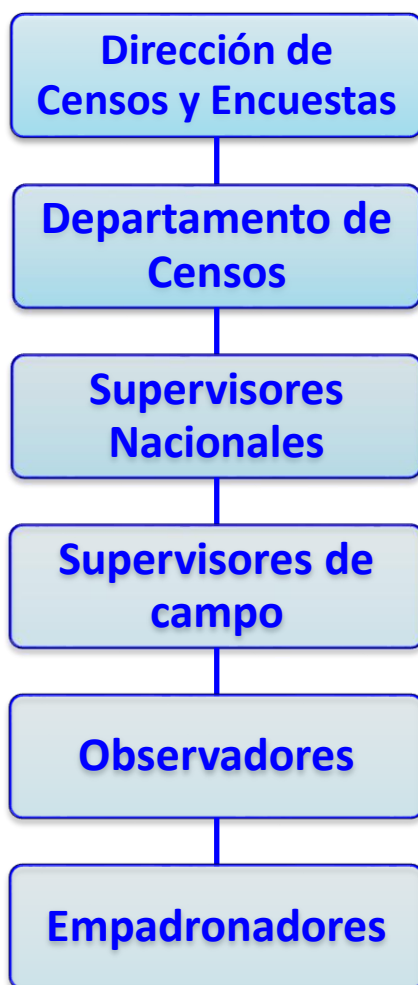 Dirección de
Censos y Encuestas
Departamento de
Censos
Supervisores
Nacionales
Supervisores de
campo
Observadores
Empadronadores